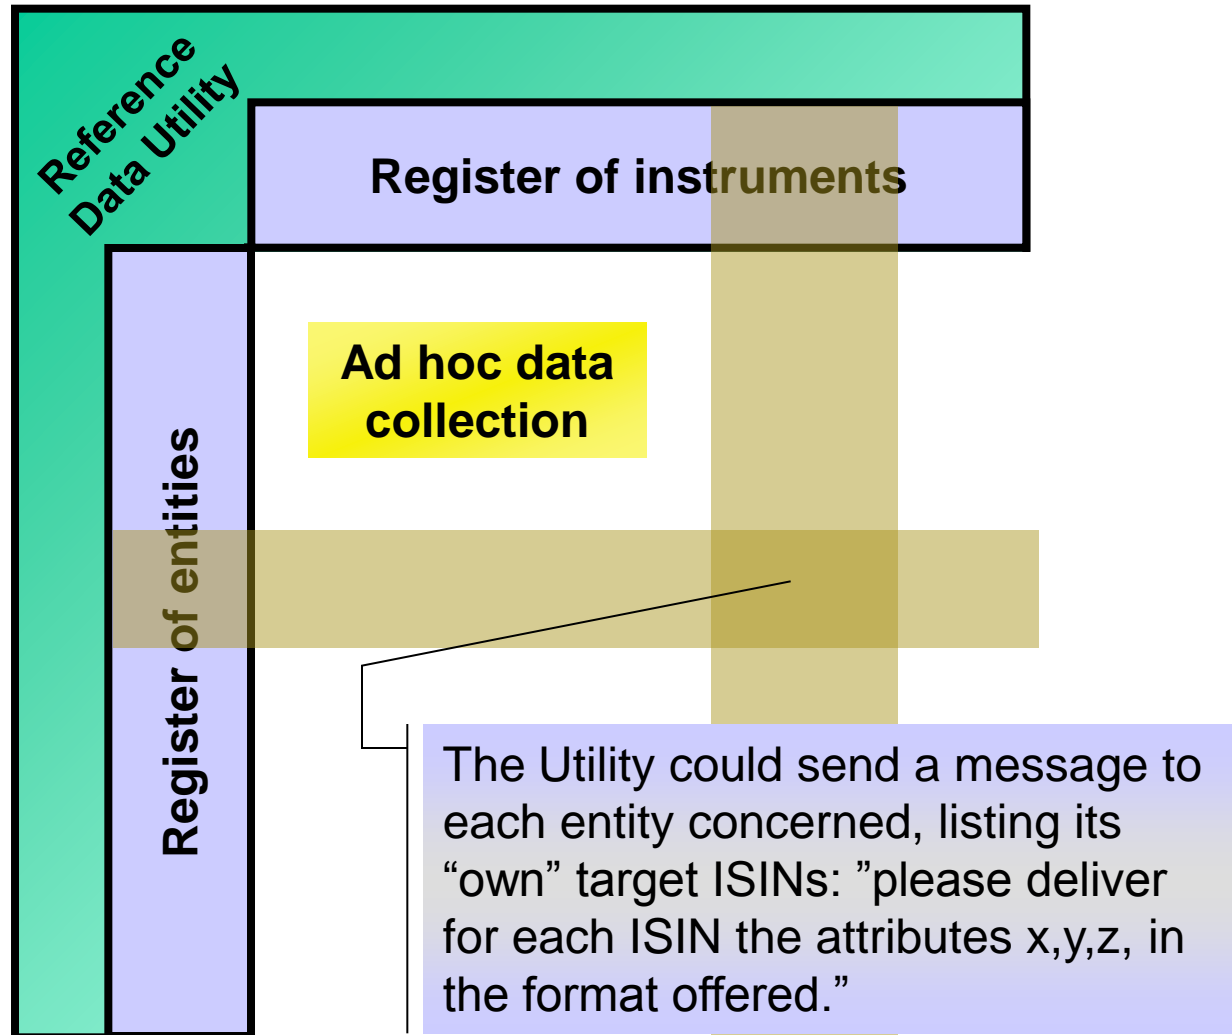 Reference
Data Utility
Register of instruments
Ad hoc data
collection
Register of entities
The Utility could send a message to
each entity concerned, listing its
“own” target ISINs: ”please deliver
for each ISIN the attributes x,y,z, in
the format offered.”